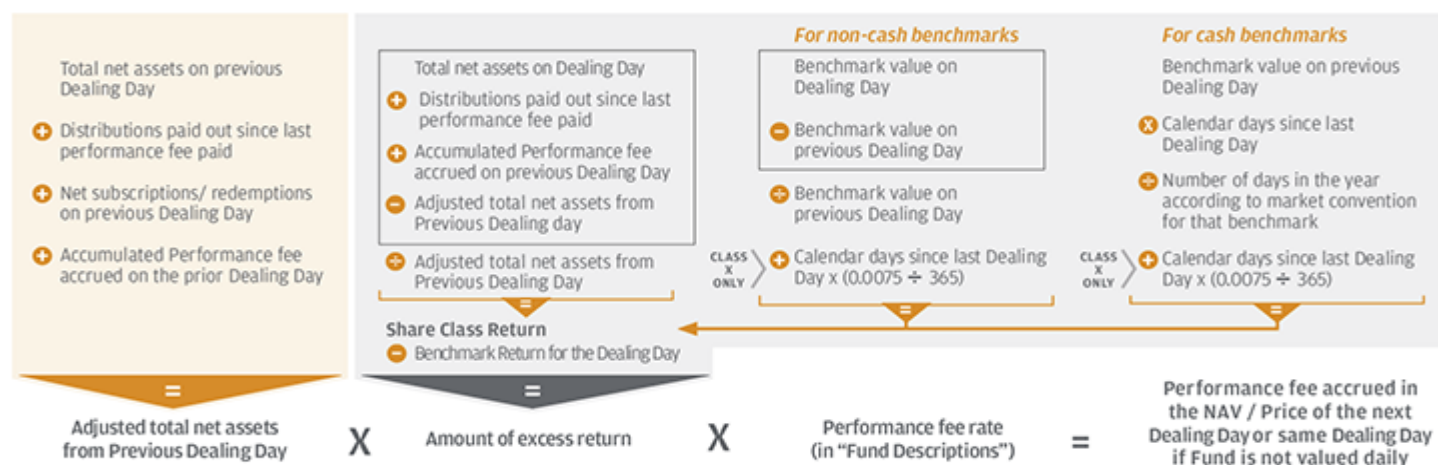 Total net assets on previous
Dealing Day
+ Distributions paid out since last
performance fee paid
+ Net subscriptions/ redemptions
on previous Dealing Day
+ Accumulated Performance fee
accrued on the prior Dealing Day
=
Adjusted total net assets
from Previous Dealing Day
X
Total net assets on Dealing Day
+ Distributions paid out since last
performance fee paid
+ Accumulated Performance fee
accrued on previous Dealing Day
− Adjusted total net assets from
Previous Dealing day
÷ Adjusted total net assets from
Previous Dealing Day
=
Share Class Return
− Benchmark Return for the Dealing Day
=
Amount of excess return
X
For non-cash benchmarks
Benchmark value on
Dealing Day
− Benchmark value on
previous Dealing Day
÷ Benchmark value on
previous Dealing Day
CLASS
X
ONLY
+ Calendar days since last Dealing
Day x (0.0075 ÷ 365)
=
Performance fee rate
(in “Fund Descriptions”)
=
For cash benchmarks
Benchmark value on previous
Dealing Day
X Calendar days since last
Dealing Day
÷ Number of days in the year
according to market convention
for that benchmark
CLASS
X
ONLY
+ Calendar days since last Dealing
Day x (0.0075 ÷ 365)
=
Performance fee accrued in
the NAV / Price of the next
Dealing Day or same Dealing Day
if Fund is not valued daily